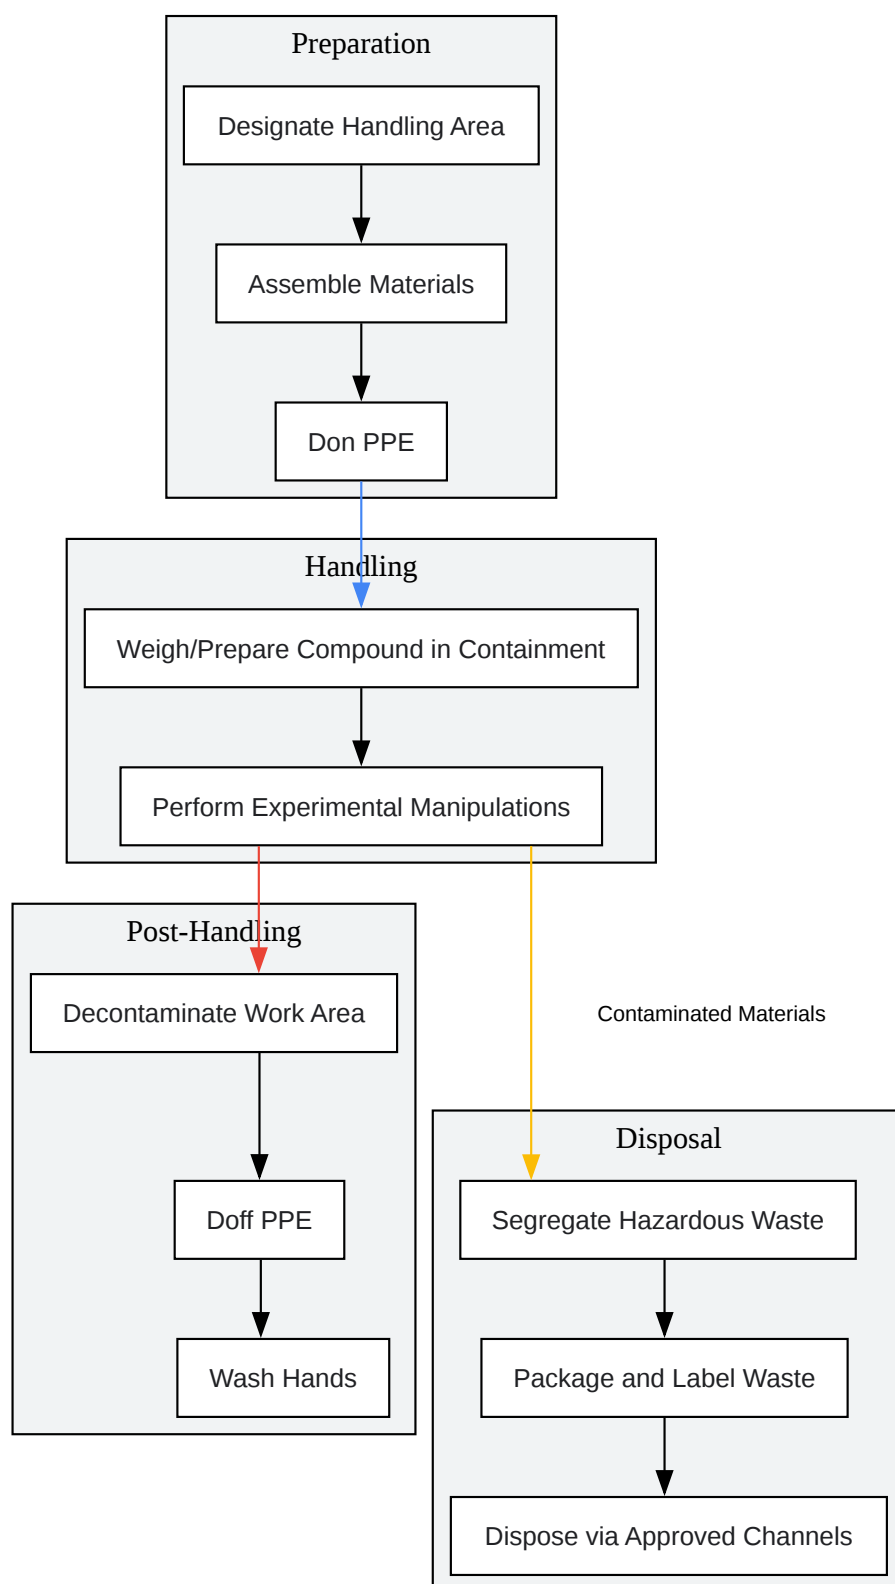 Preparation
Designate Handling Area
Assemble Materials
Don PPE
Handling
Weigh/Prepare Compound in Containment
Perform Experimental Manipulations
Post-Handling
Decontaminate Work Area
Contaminated Materials
Disposal
Doff PPE
Segregate Hazardous Waste
Wash Hands
Package and Label Waste
Dispose via Approved Channels